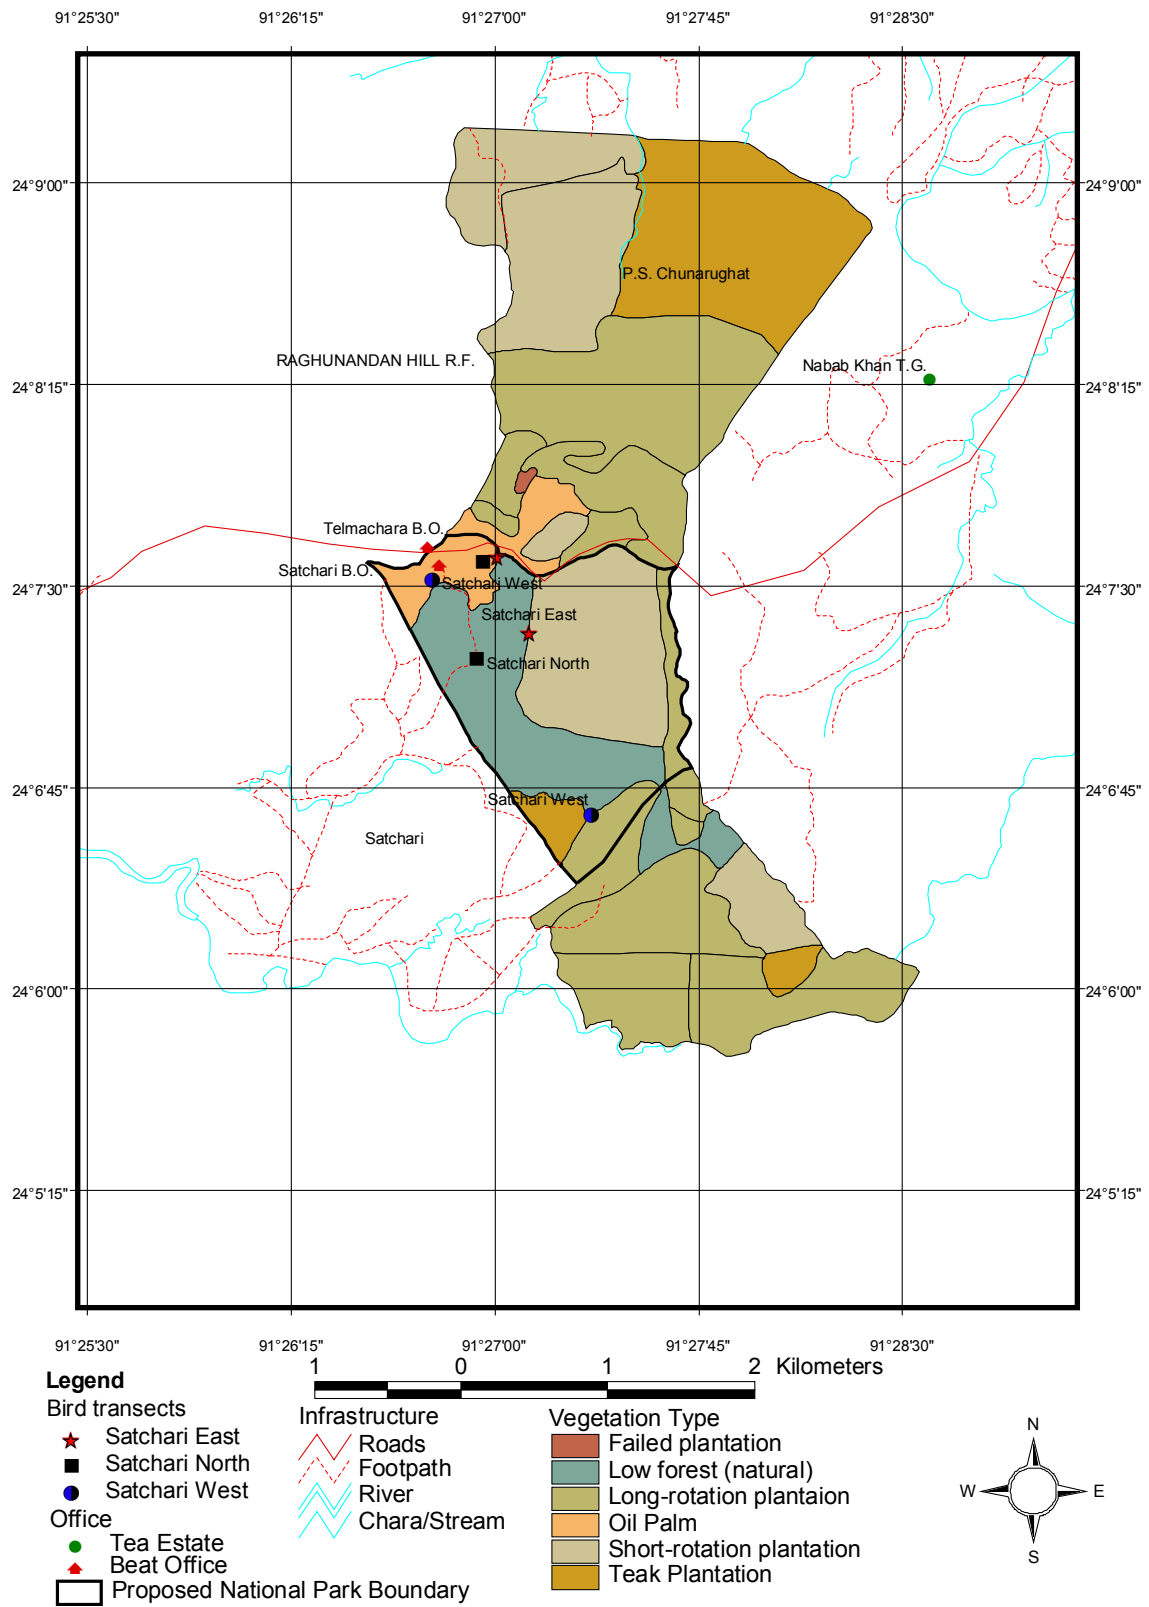 91°25'30" 91°26'15" 91°27'00" 91°27'45" 91°28'30"
24°9'00" 24°9'00"
P.S. Chunarughat
RAGHUNANDAN HILL R.F.
Nabab Khan T.G.
24°8'15" 24°8'15"
Telmachara B.O.
Satchari B.O.
Satchari West
24°7'30" 24°7'30"
Satchari East
Satchari North
24°6'45" 24°6'45"
Satchari West
Satchari
24°6'00" 24°6'00"
24°5'15" 24°5'15"
91°25'30" 91°26'15" 91°27'00" 91°27'45" 91°28'30"
1 0 1 2 Kilometers
Legend
Bird transects
Satchari East
Satchari North
Satchari West
Office
Tea Estate
Beat Office
Proposed National Park Boundary
Infrastructure
Roads
Footpath
River
Chara/Stream
Vegetation Type
Failed plantation
Low forest (natural)
Long-rotation plantaion
Oil Palm
Short-rotation plantation
Teak Plantation
N
W E
S